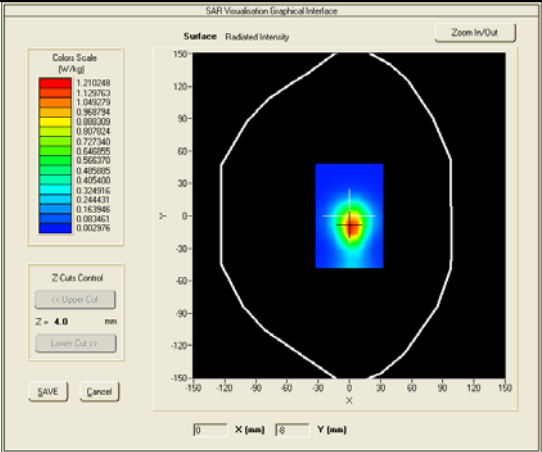 SAR Visualisation Graphical Interface
Surface Radiated Intensity
Zoom In/Out
Colors Scale
(W/kg)
1.210248
1.129763
1.049279
0.968794
0.888309
0.807824
0.727340
0.646855
0.566370
0.485885
0.405400
0.324916
0.244431
0.163946
0.083461
0.002976
Z-Cuts Control
<< Upper Cut
Z = 4.0 mm
Lower Cut >>
SAVE Cancel
150-
120-
90-
60-
30-
0-
-30-
-60-
-90-
-120-
-150-
Y
-150 -120 -90 -60 -30 0 30 60 90 120 150
X
0 X (mm) -8 Y (mm)